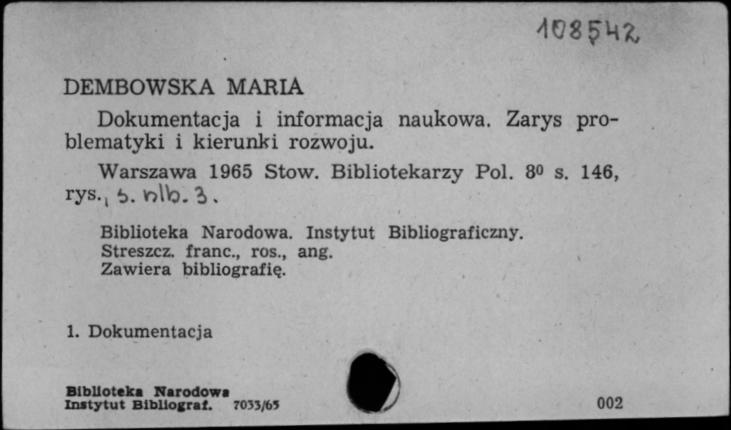 108542
DEMBOWSKA MARIA
Dokumentacja i informacja naukowa. Zarys pro-
blematyki i kierunki rozwoju.
Warszawa 1965 Stow. Bibliotekarzy Pol. 8⁰ s. 146,
rys., s. nlb. 3.
Biblioteka Narodowa. Instytut Bibliograficzny.
Streszcz. franc., ros., ang.
Zawiera bibliografię.
1. Dokumentacja
Biblioteka Narodowa
Instytut Bibliograf. 7033/65
002